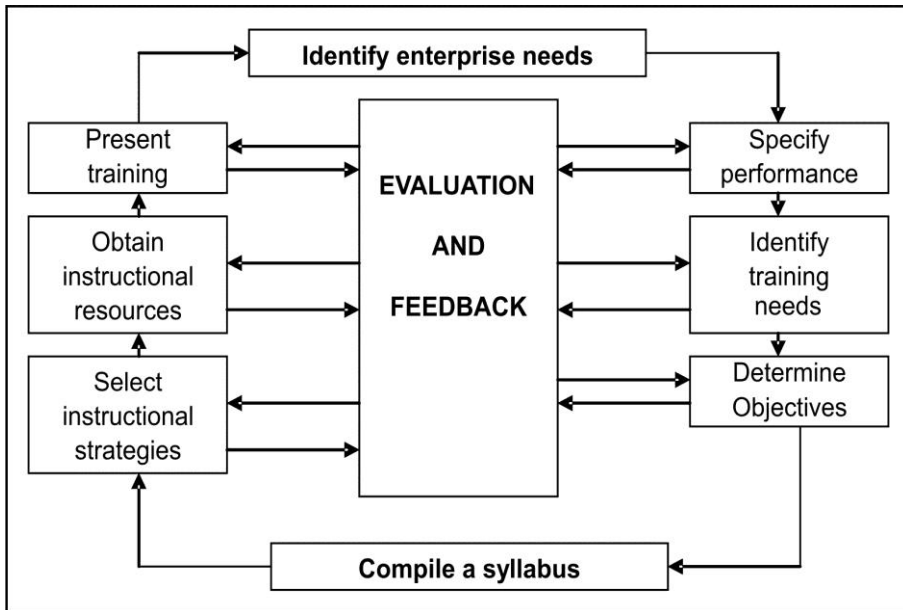 Identify enterprise needs
Present
training
EVALUATION
AND
FEEDBACK
Specify
performance
Obtain
instructional
resources
Identify
training
needs
Select
instructional
strategies
Determine
Objectives
Compile a syllabus